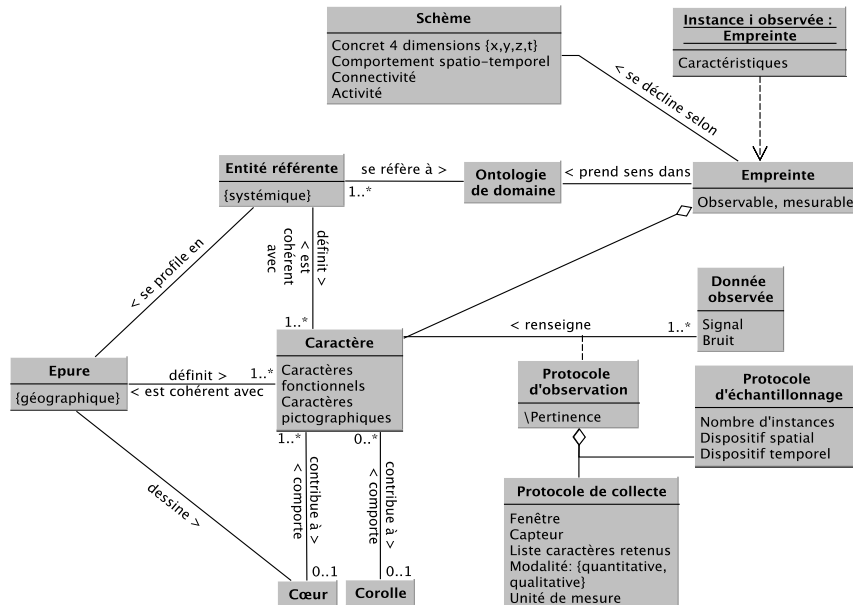 Schème
Concret 4 dimensions {x,y,z,t}
Comportement spatio-temporel
Connectivité
Activité
Instance i observée :
Empreinte
Caractéristiques
< se décline selon
Entité référente
{systémique}
se réfère à >
1..*
Ontologie
de domaine
< prend sens dans
Empreinte
Observable, mesurable
définit >
< est
cohérent
avec
1..*
< se profile en
Donnée
observée
Signal
Bruit
< renseigne
1..*
Caractère
Caractères
fonctionnels
Caractères
pictographiques
Epure
{géographique}
définit >
1..*
< est cohérent avec
Protocole
d'observation
\Pertinence
Protocole
d'échantillonnage
Nombre d'instances
Dispositif spatial
Dispositif temporel
1..*
0..*
contribue à >
< comporte
contribue à >
< comporte
dessine >
0..1
0..1
Cœur
Corolle
Protocole de collecte
Fenêtre
Capteur
Liste caractères retenus
Modalité: {quantitative,
qualitative}
Unité de mesure